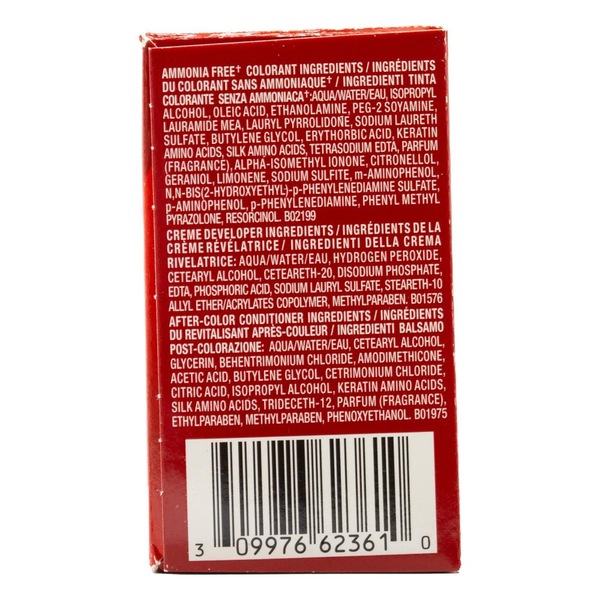 AMMONIA FREE† COLORANT INGREDIENTS / INGRÉDIENTS
DU COLORANT SANS AMMONIAQUE† / INGREDIENTI TINTA
COLORANTE SENZA AMMONIACA†:AQUA/WATER/EAU, ISOPROPYL
ALCOHOL, OLEIC ACID, ETHANOLAMINE, PEG-2 SOYAMINE,
LAURAMIDE MEA, LAURYL PYRROLIDONE, SODIUM LAURETH
SULFATE, BUTYLENE GLYCOL, ERYTHORBIC ACID, KERATIN
AMINO ACIDS, SILK AMINO ACIDS, TETRASODIUM EDTA, PARFUM
(FRAGRANCE), ALPHA-ISOMETHYL IONONE, CITRONELLOL,
GERANIOL, LIMONENE, SODIUM SULFITE, m-AMINOPHENOL,
N,N-BIS(2-HYDROXYETHYL)-p-PHENYLENEDIAMINE SULFATE,
p-AMINOPHENOL, p-PHENYLENEDIAMINE, PHENYL METHYL
PYRAZOLONE, RESORCINOL. B02199
CREME DEVELOPER INGREDIENTS / INGRÉDIENTS DE LA
CRÈME RÉVÉLATRICE / INGREDIENTI DELLA CREMA
RIVELATRICE: AQUA/WATER/EAU, HYDROGEN PEROXIDE,
CETEARYL ALCOHOL, CETEARETH-20, DISODIUM PHOSPHATE,
EDTA, PHOSPHORIC ACID, SODIUM LAURYL SULFATE, STEARETH-10
ALLYL ETHER/ACRYLATES COPOLYMER, METHYLPARABEN. B01576
AFTER-COLOR CONDITIONER INGREDIENTS / INGRÉDIENTS
DU REVITALISANT APRÈS-COULEUR / INGREDIENTI BALSAMO
POST-COLORAZIONE: AQUA/WATER/EAU, CETEARYL ALCOHOL,
GLYCERIN, BEHENTRIMONIUM CHLORIDE, AMODIMETHICONE,
ACETIC ACID, BUTYLENE GLYCOL, CETRIMONIUM CHLORIDE,
CITRIC ACID, ISOPROPYL ALCOHOL, KERATIN AMINO ACIDS,
SILK AMINO ACIDS, TRIDECETH-12, PARFUM (FRAGRANCE),
ETHYLPARABEN, METHYLPARABEN, PHENOXYETHANOL. B01975
3 09976 62361 0